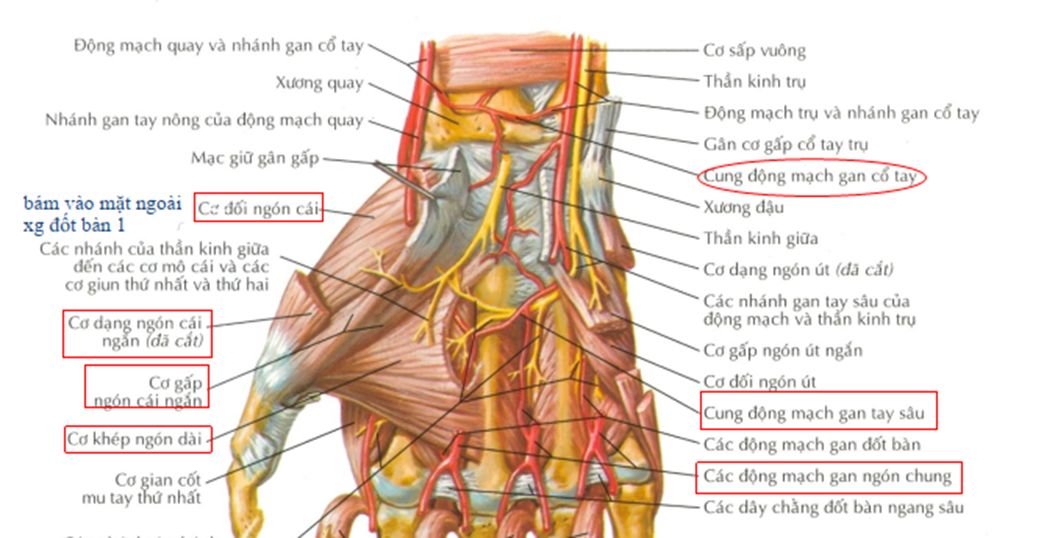 Động mạch quay và nhánh gan cổ tay
Xương quay
Nhánh gan tay nông của động mạch quay
Mạc giữ gân gấp
bám vào mặt ngoài
xg đốt bàn 1
Cơ đối ngón cái
Các nhánh của thần kinh giữa
đến các cơ mô cái và các
cơ giun thứ nhất và thứ hai
Cơ dạng ngón cái
ngắn (đã cắt)
Cơ gấp
ngón cái ngắn
Cơ khép ngón dài
Cơ gian cốt
mu tay thứ nhất
Cơ sấp vuông
Thần kinh trụ
Động mạch trụ và nhánh gan cổ tay
Gân cơ gấp cổ tay trụ
Cung động mạch gan cổ tay
Xương đậu
Thần kinh giữa
Cơ dạng ngón út (đã cắt)
Các nhánh gan tay sâu của
động mạch và thần kinh trụ
Cơ gấp ngón út ngắn
Cơ đối ngón út
Cung động mạch gan tay sâu
Các động mạch gan đốt bàn
Các động mạch gan ngón chung
Các dây chằng đốt bàn ngang sâu